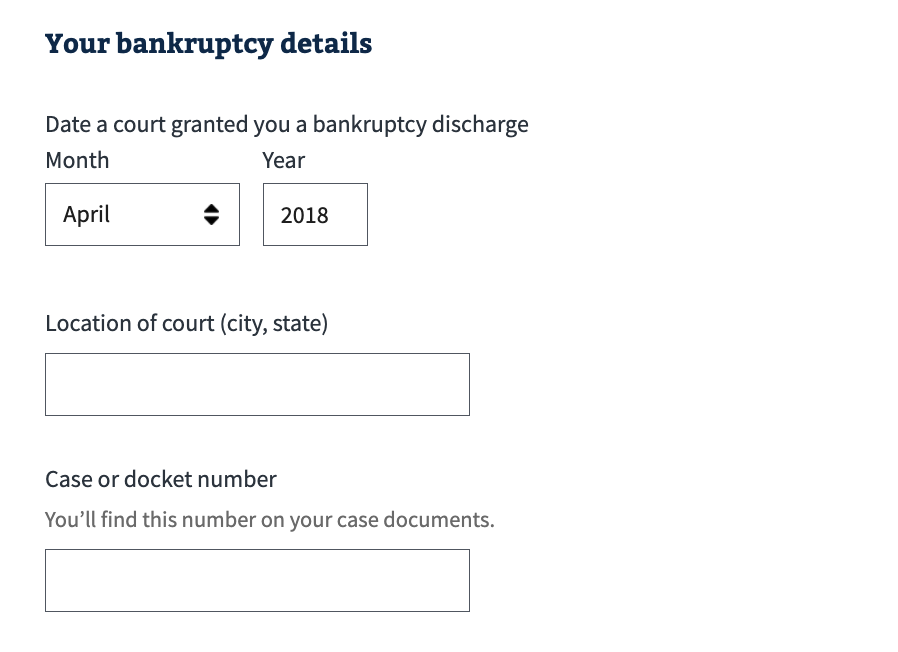 Your bankruptcy details
Date a court granted you a bankruptcy discharge
Month Year
April 2018
Location of court (city, state)
Case or docket number
You’ll find this number on your case documents.